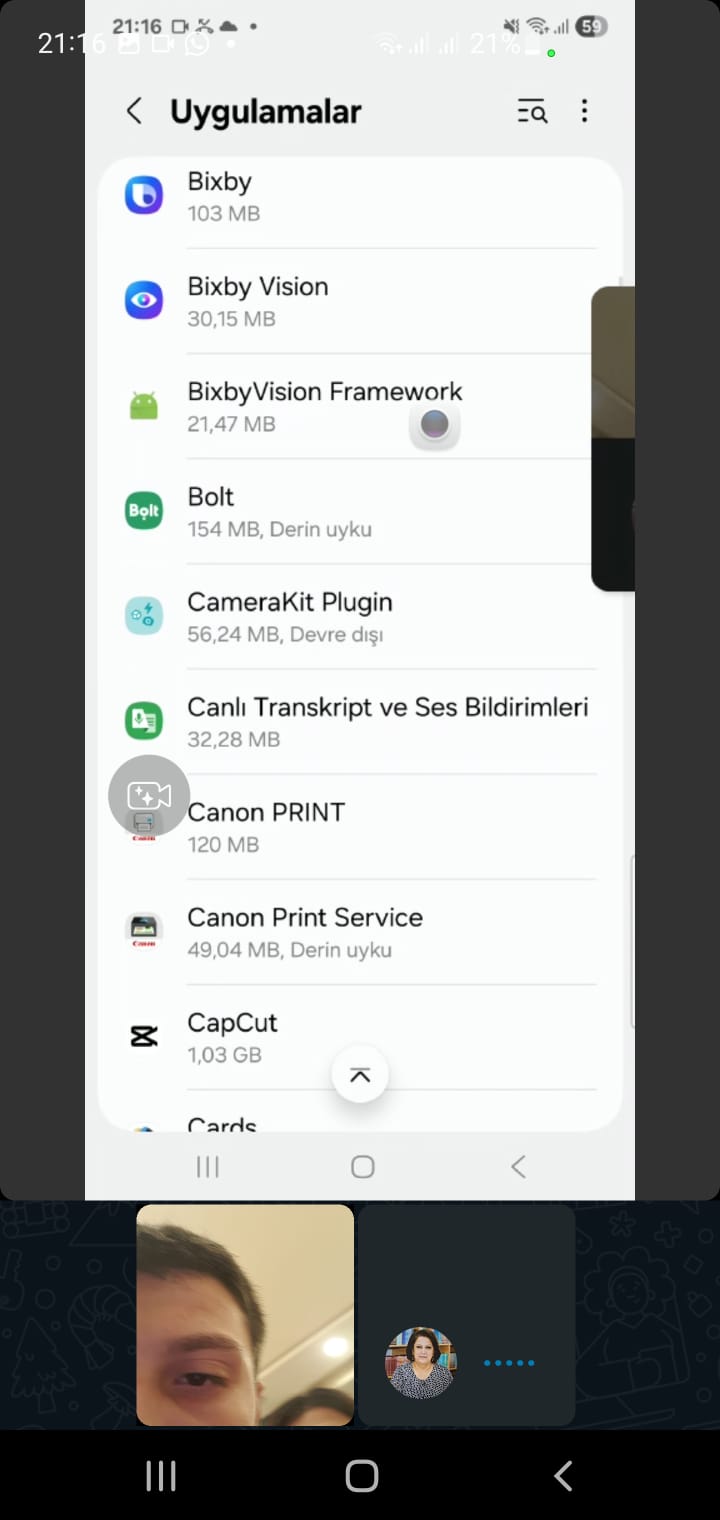 21:16
59
21:16
21%
Uygulamalar
Bixby
103 MB
Bixby Vision
30,15 MB
BixbyVision Framework
21,47 MB
Bolt
Bolt
154 MB, Derin uyku
CameraKit Plugin
56,24 MB, Devre dışı
Canlı Transkript ve Ses Bildirimleri
32,28 MB
Canon PRINT
Canon
120 MB
Canon Print Service
Canon
49,04 MB, Derin uyku
CapCut
1,03 GB
Cards